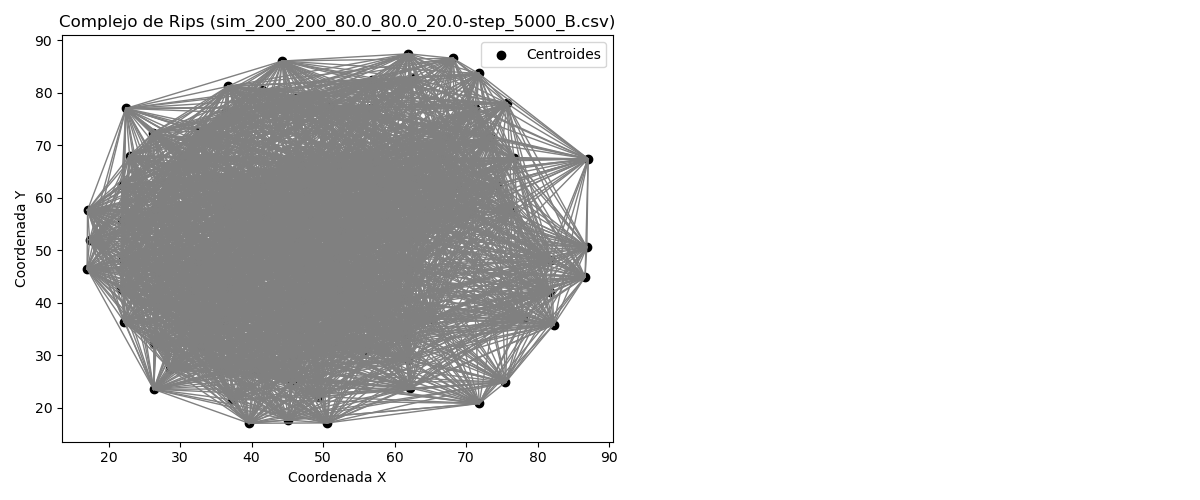 Complejo de Rips (sim_200_200_80.0_80.0_20.0-step_5000_B.csv)
Centroides
90
80
70
60
50
40
30
20
Coordenada Y
20 30 40 50 60 70 80 90
Coordenada X